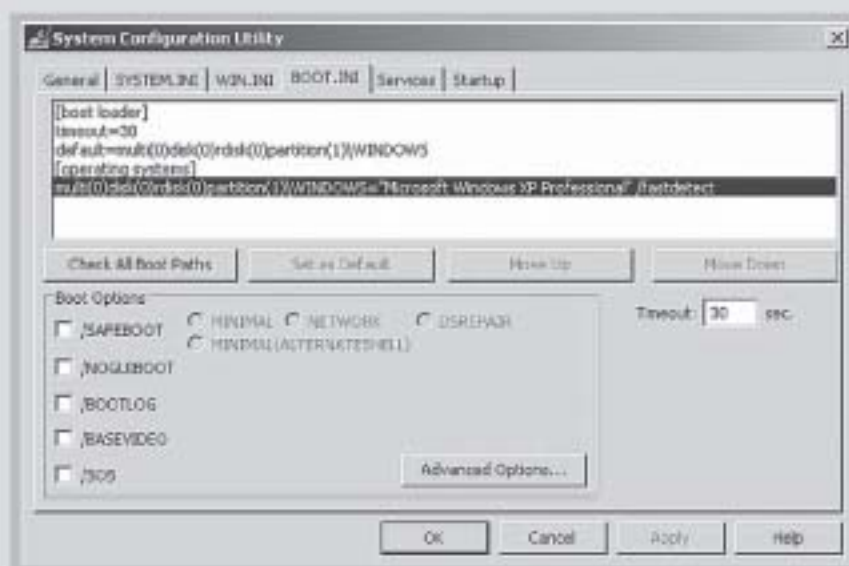 System Configuration Utility
General SYSTEM.INI WIN.INI BOOT.INI Services Startup
[boot loader]
timeout=30
default=multi(0)disk(0)rdisk(0)partition(1)\WINDOWS
[operating systems]
multi(0)disk(0)rdisk(0)partition(1)\WINDOWS="Microsoft Windows XP Professional" /fastdetect
Check All Boot Paths Set as Default Move Up Move Down
Boot Options
/SAFEBOOT MINIMAL NETWORK DSREPAIR
MINIMAL(ALTERNATESHELL)
/NOGUIBOOT
/BOOTLOG
/BASEVIDEO
/SOS
Advanced Options...
Timeout: 30 sec.
OK Cancel Apply Help